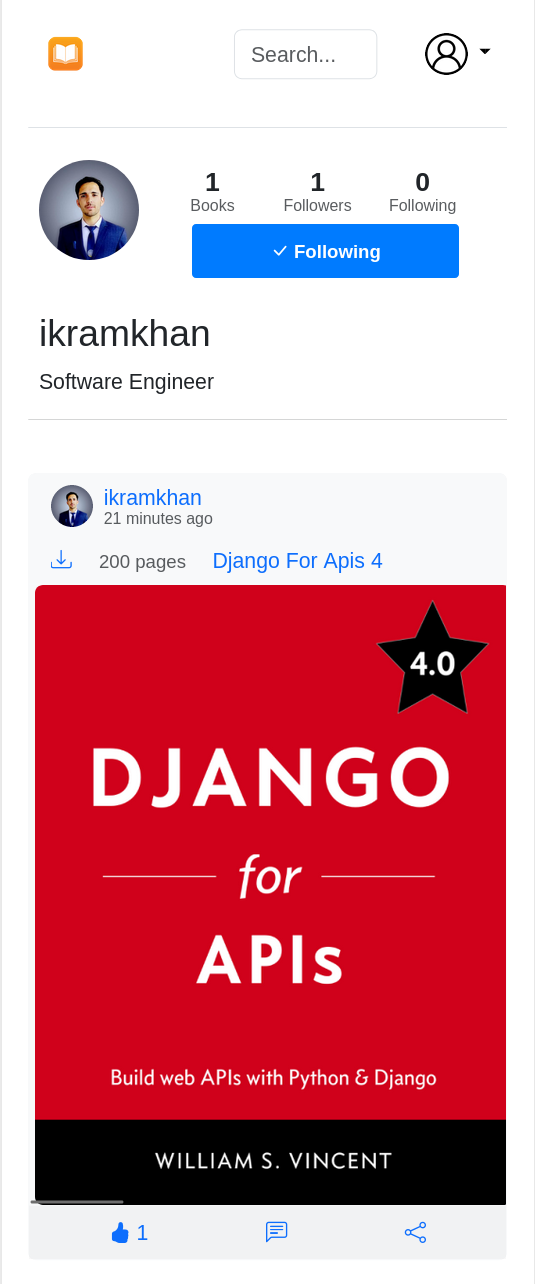 Search...
1 1 0
Books Followers Following
Following
ikramkhan
Software Engineer
ikramkhan
21 minutes ago
200 pages Django For Apis 4
4.0
DJANGO
for
APIs
Build web APIs with Python & Django
WILLIAM S. VINCENT
1